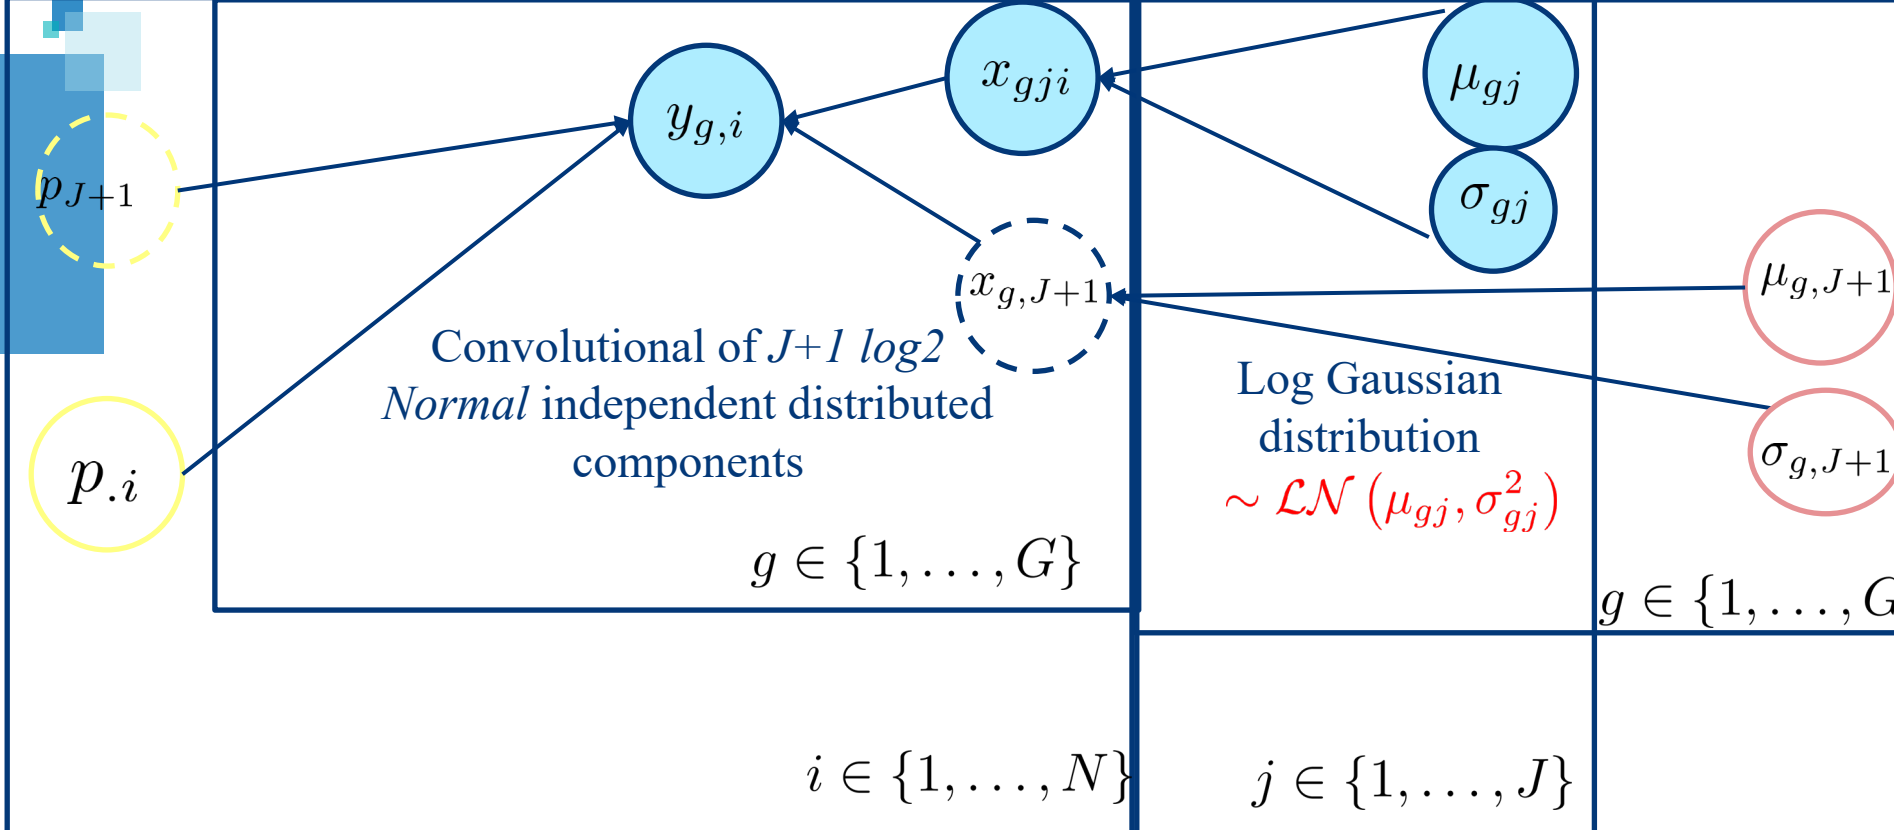 y_{g,i}
x_{gji}
μ_{gj}
σ_{gj}
p_{J+1}
x_{g,J+1}
μ_{g,J+1}
Convolutional of J+1 log2
Normal independent distributed
components
Log Gaussian
distribution
∼ 𝓛𝓝 (μ_{gj}, σ²_{gj})
p_{.i}
σ_{g,J+1}
g ∈ {1, . . . , G}
g ∈ {1, . . . , G
i ∈ {1, . . . , N}
j ∈ {1, . . . , J}